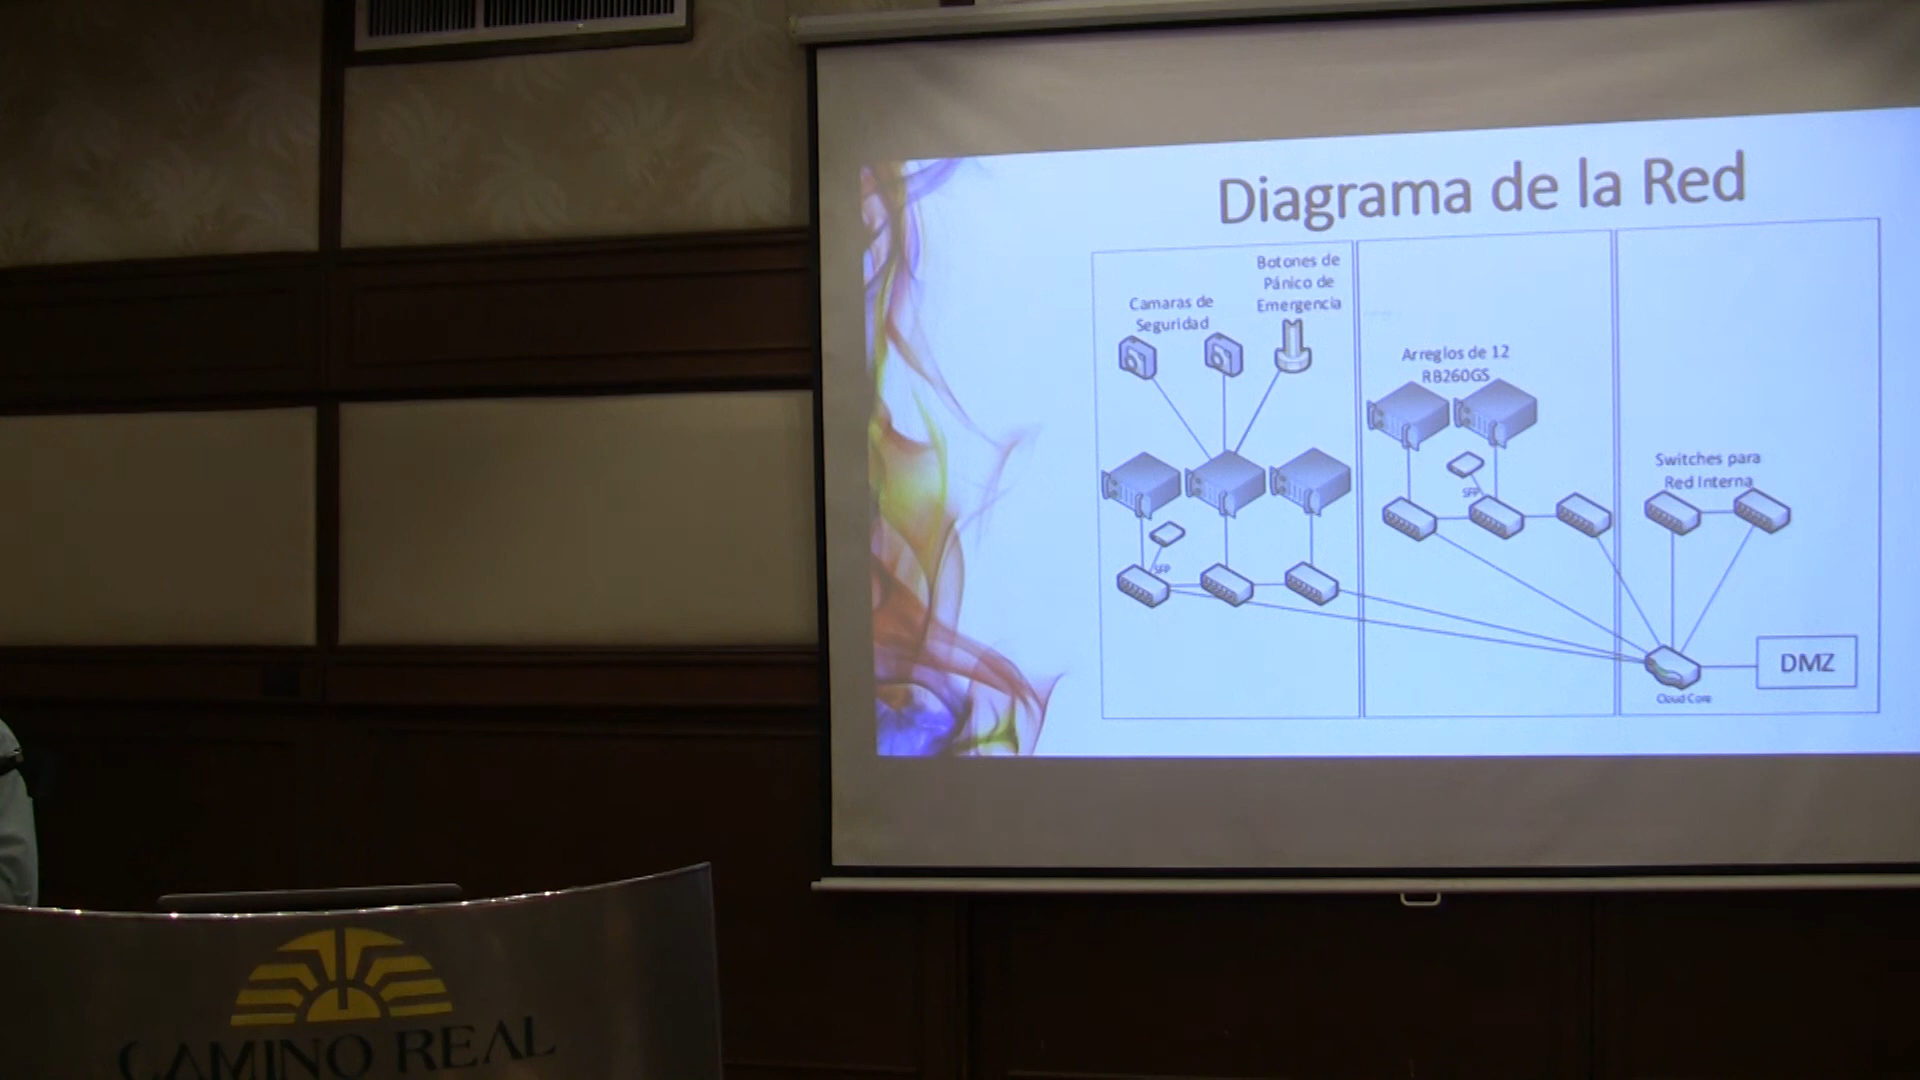 Diagrama de la Red
Botones de
Pánico de
Emergencia
Camaras de
Seguridad
SFP
Arreglos de 12
RB260GS
SFP
Switches para
Red Interna
DMZ
Cloud Core
CAMINO REAL